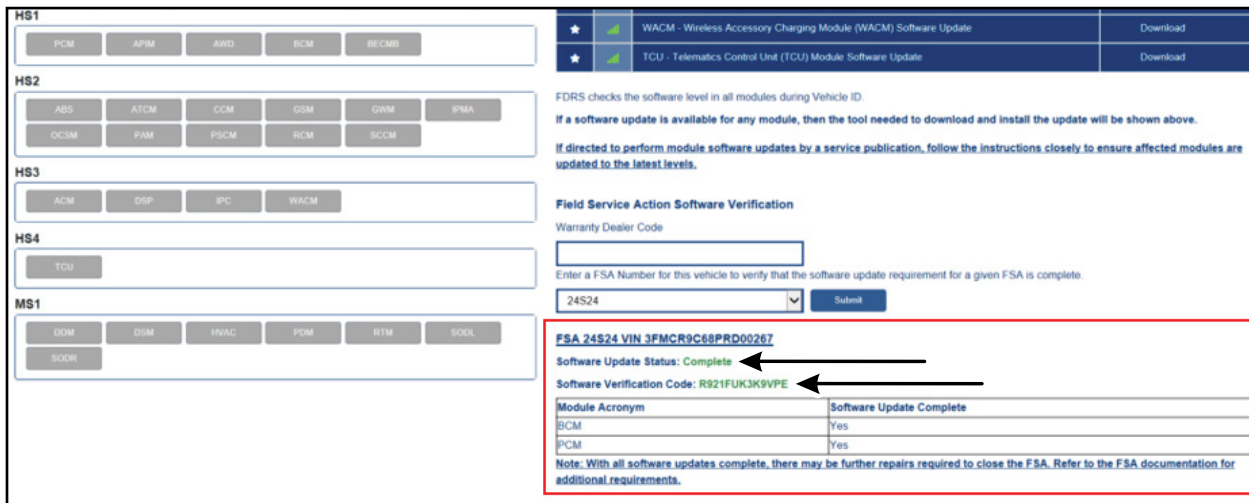 HS1
PCM APIM AWD BCM BECMB
HS2
ABS ATCM CCM GSM GWM IPMA
OCSM PAM PSCM RCM SCCM
HS3
ACM DSP IPC WACM
HS4
TCU
MS1
DDM DSM HVAC PDM RTM SODL
SODR
WACM - Wireless Accessory Charging Module (WACM) Software Update Download
TCU - Telematics Control Unit (TCU) Module Software Update Download
FDRS checks the software level in all modules during Vehicle ID.
If a software update is available for any module, then the tool needed to download and install the update will be shown above.
If directed to perform module software updates by a service publication, follow the instructions closely to ensure affected modules are
updated to the latest levels.
Field Service Action Software Verification
Warranty Dealer Code
Enter a FSA Number for this vehicle to verify that the software update requirement for a given FSA is complete.
24S24 Submit
FSA 24S24 VIN 3FMCR9C68PRD00267
Software Update Status: Complete
Software Verification Code: R921FUK3K9VPE
Module Acronym Software Update Complete
BCM Yes
PCM Yes
Note: With all software updates complete, there may be further repairs required to close the FSA. Refer to the FSA documentation for
additional requirements.